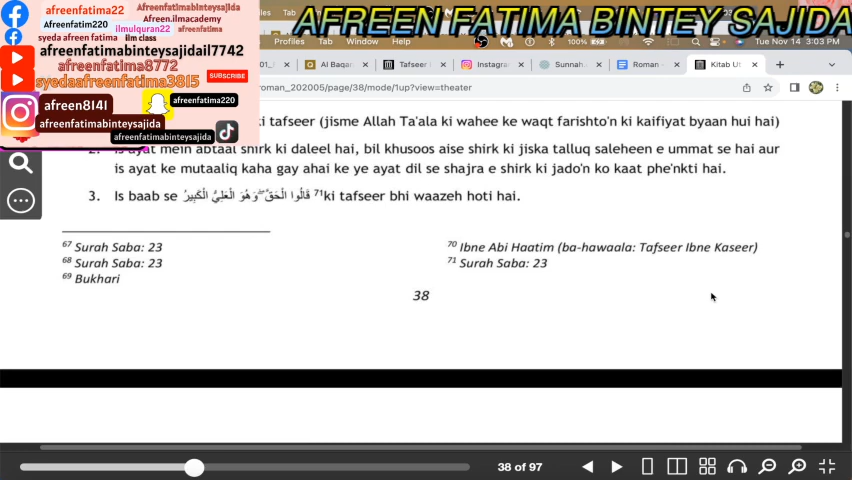 afreenfatima22
Afreenfatimabinteysajida
Afreenfatim220
Afreen.ilmacademy
ilmulquran22
afreenfatima
syeda afreen fatima
ilm class
afreenfatimabinteysajidail7742
afreenfatima8772
syedaafreenfatima3815
SUBSCRIBE
afreen8141
afreenfatima220
afreenfatimabinteysajida
afreenfatimabinteysajida
AFREEN FATIMA BINTEY SAJIDA
Profiles Tab Window Help 100% Tue Nov 14 3:03 PM
Al Baqar Tafseer Instagra Sunnah. Roman - Kitab Ut
roman_202005/page/38/mode/1up?view=theater
ki tafseer (jisme Allah Ta'ala ki wahee ke waqt farishto'n ki kaifiyat byaan hui hai)
2. Is ayat mein abtaal shirk ki daleel hai, bil khusoos aise shirk ki jiska talluq saleheen e ummat se hai aur
is ayat ke mutaaliq kaha gay ahai ke ye ayat dil se shajra e shirk ki jado'n ko kaat phe'nkti hai.
3. Is baab se قَالُوا الْحَقَّ ۖ وَهُوَ الْعَلِيُّ الْكَبِيرُ 71 ki tafseer bhi waazeh hoti hai.
67 Surah Saba: 23
68 Surah Saba: 23
69 Bukhari
70 Ibne Abi Haatim (ba-hawaala: Tafseer Ibne Kaseer)
71 Surah Saba: 23
38
38 of 97